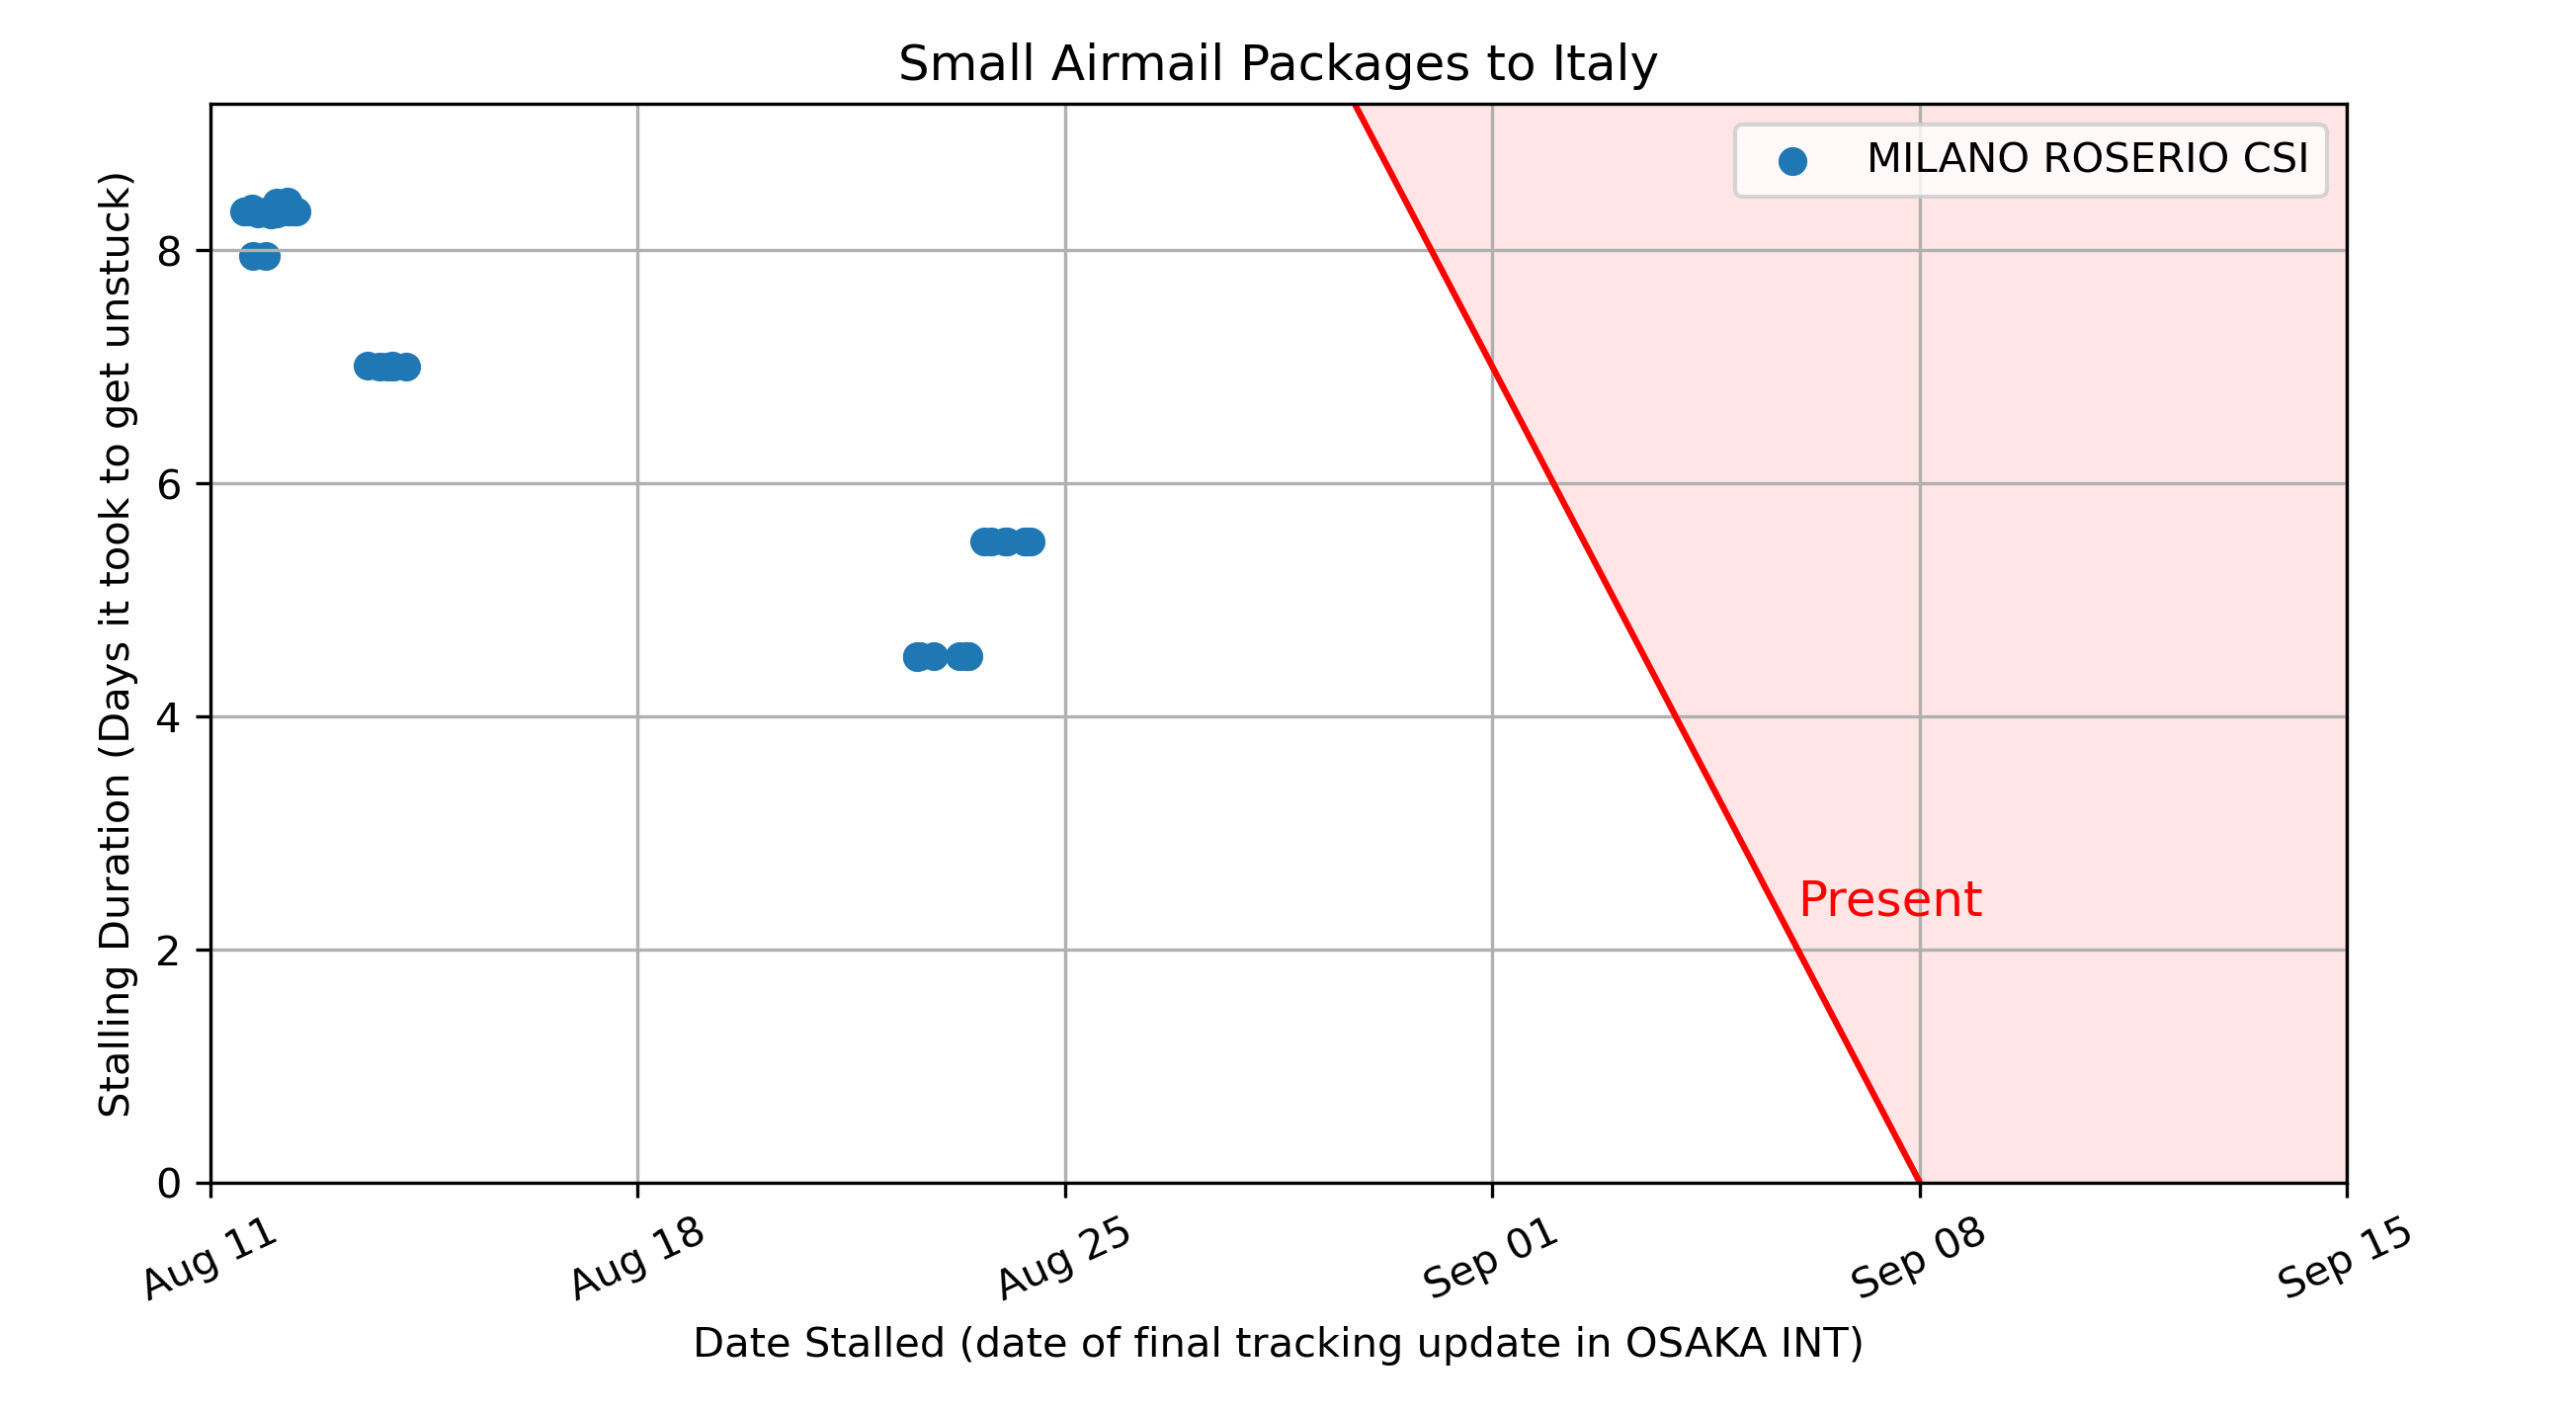 Small Airmail Packages to Italy
MILANO ROSERIO CSI
Stalling Duration (Days it took to get unstuck)
8
6
4
2
0
Present
Aug 11
Aug 18
Aug 25
Sep 01
Sep 08
Sep 15
Date Stalled (date of final tracking update in OSAKA INT)